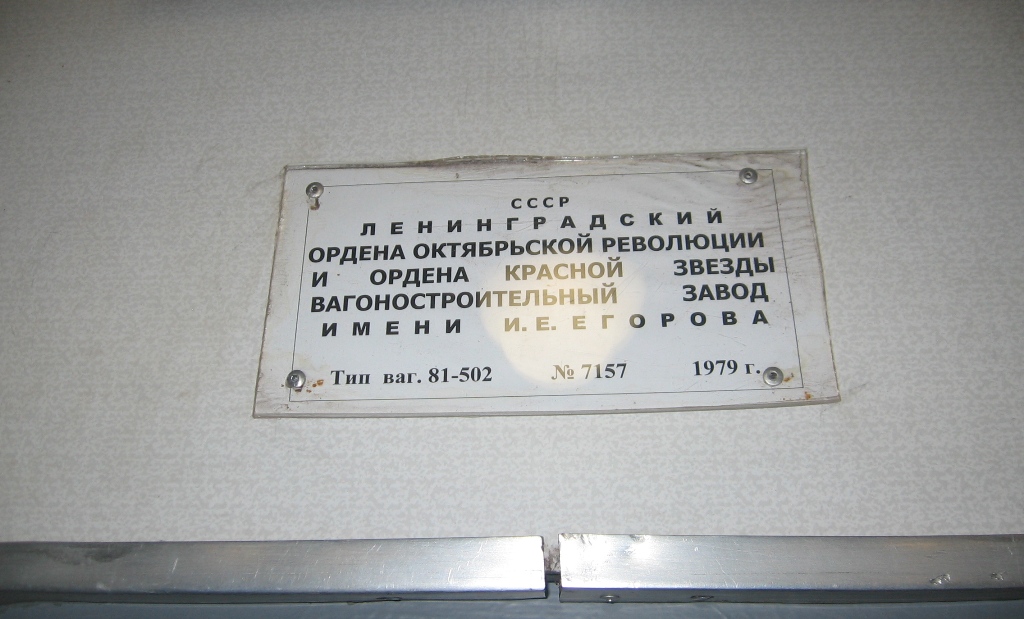 СССР
ЛЕНИНГРАДСКИЙ
ОРДЕНА ОКТЯБРЬСКОЙ РЕВОЛЮЦИИ
И ОРДЕНА КРАСНОЙ ЗВЕЗДЫ
ВАГОНОСТРОИТЕЛЬНЫЙ ЗАВОД
ИМЕНИ И. Е. ЕГОРОВА
Тип ваг. 81-502 № 7157 1979 г.